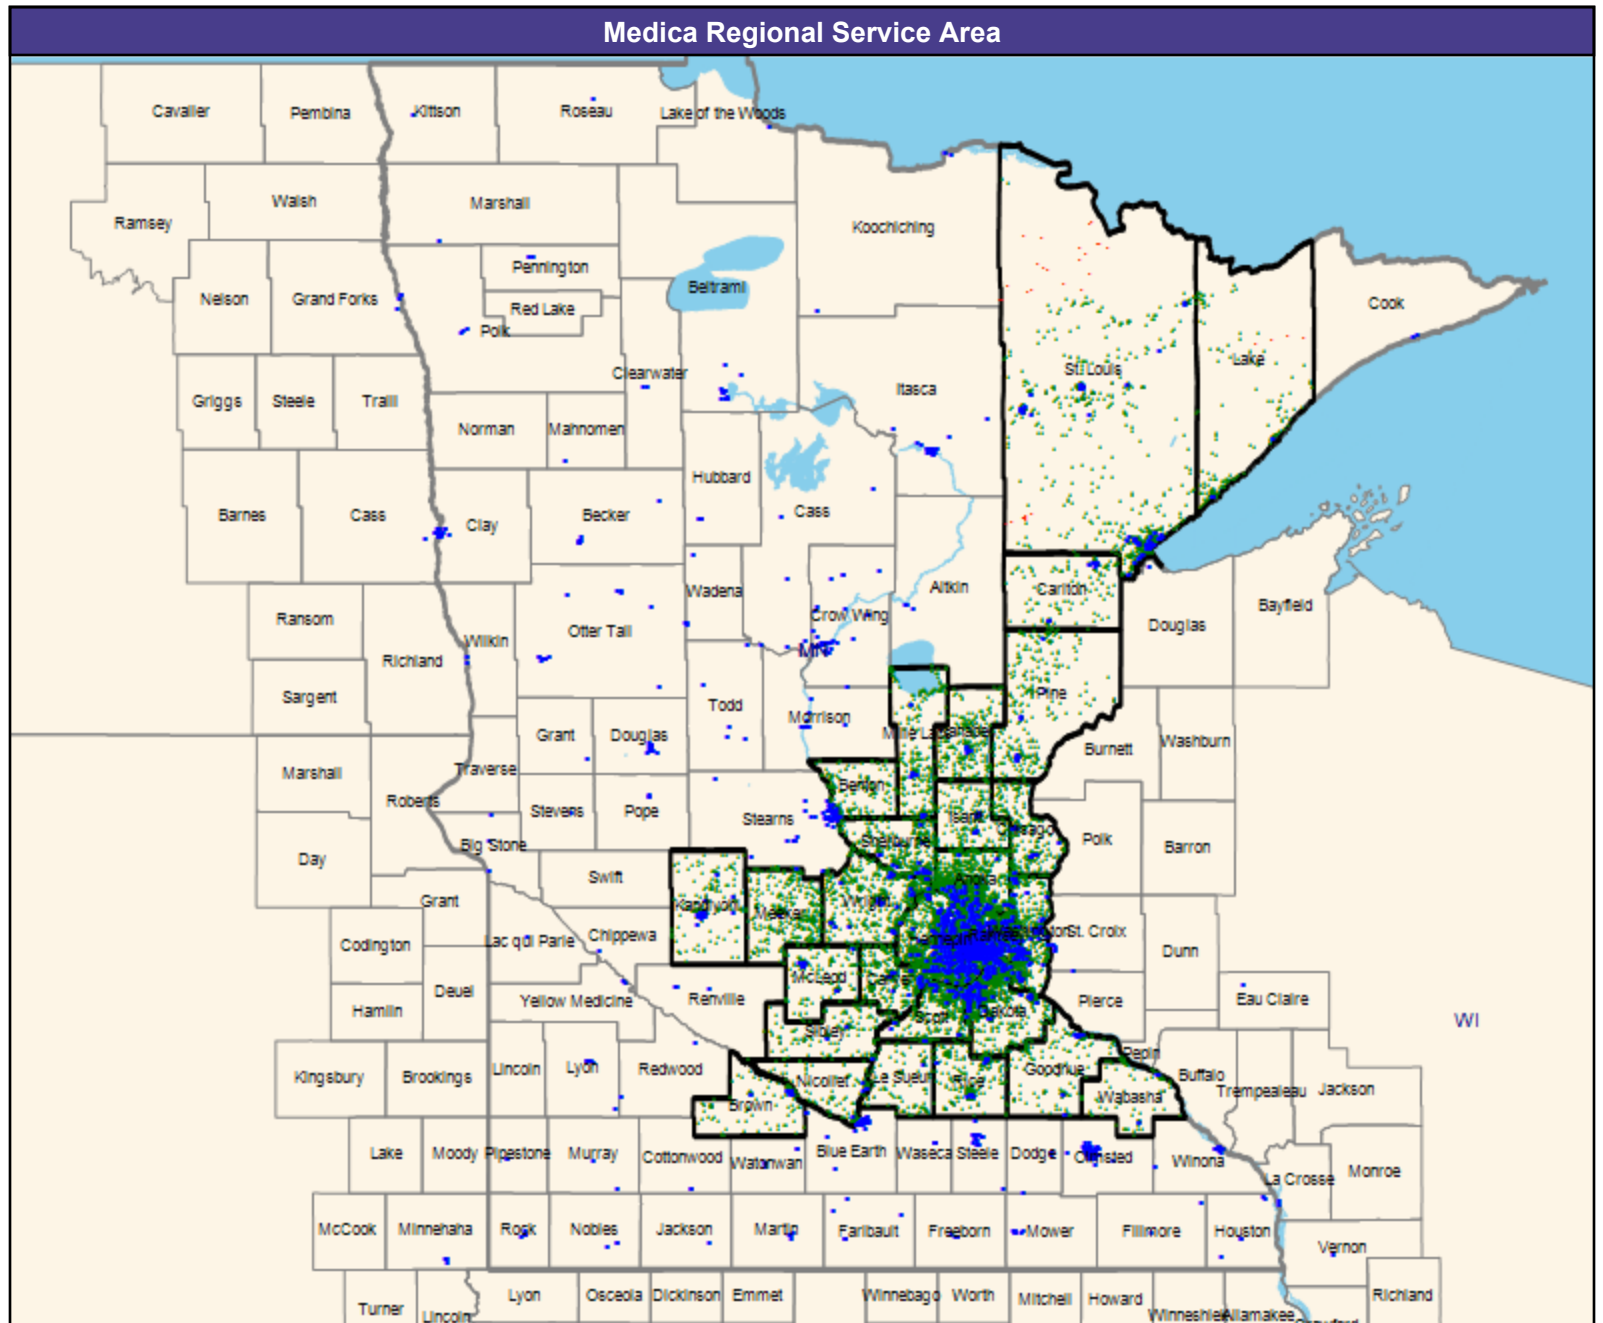 Medica Regional Service Area
Cavalier
Pembina
Kittson
Roseau
Lake of the Woods
Ramsey
Walsh
Marshall
Koochiching
Nelson
Grand Forks
Pennington
Red Lake
Polk
Beltrami
Cook
Griggs
Steele
Traill
Norman
Mahnomen
Clearwater
Itasca
St. Louis
Lake
Barnes
Cass
Clay
Becker
Hubbard
Cass
Ransom
Richland
Wilkin
Otter Tail
Wadena
Crow Wing
Aitkin
Carlton
Douglas
Bayfield
MN
Sargent
Grant
Douglas
Todd
Morrison
Pine
Burnett
Washburn
Marshall
Roberts
Traverse
Stevens
Pope
Stearns
Benton
Isanti
Polk
Barron
Day
Big Stone
Swift
Sherburne
Anoka
Grant
Codington
Lac qui Parle
Chippewa
Kandiyohi
Meeker
Wright
St. Croix
Dunn
Hamlin
Deuel
Yellow Medicine
Renville
McLeod
Pierce
Eau Claire
Sibley
Scott
Dakota
WI
Kingsbury
Brookings
Lincoln
Lyon
Redwood
Brown
Nicollet
Le Sueur
Rice
Goodhue
Wabasha
Pepin
Buffalo
Trempealeau
Jackson
Lake
Moody
Pipestone
Murray
Cottonwood
Watonwan
Blue Earth
Waseca
Steele
Dodge
Olmsted
Winona
La Crosse
Monroe
McCook
Minnehaha
Rock
Nobles
Jackson
Martin
Faribault
Freeborn
Mower
Fillmore
Houston
Vernon
Turner
Lincoln
Lyon
Osceola
Dickinson
Emmet
Winnebago
Worth
Mitchell
Howard
Allamakee
Richland